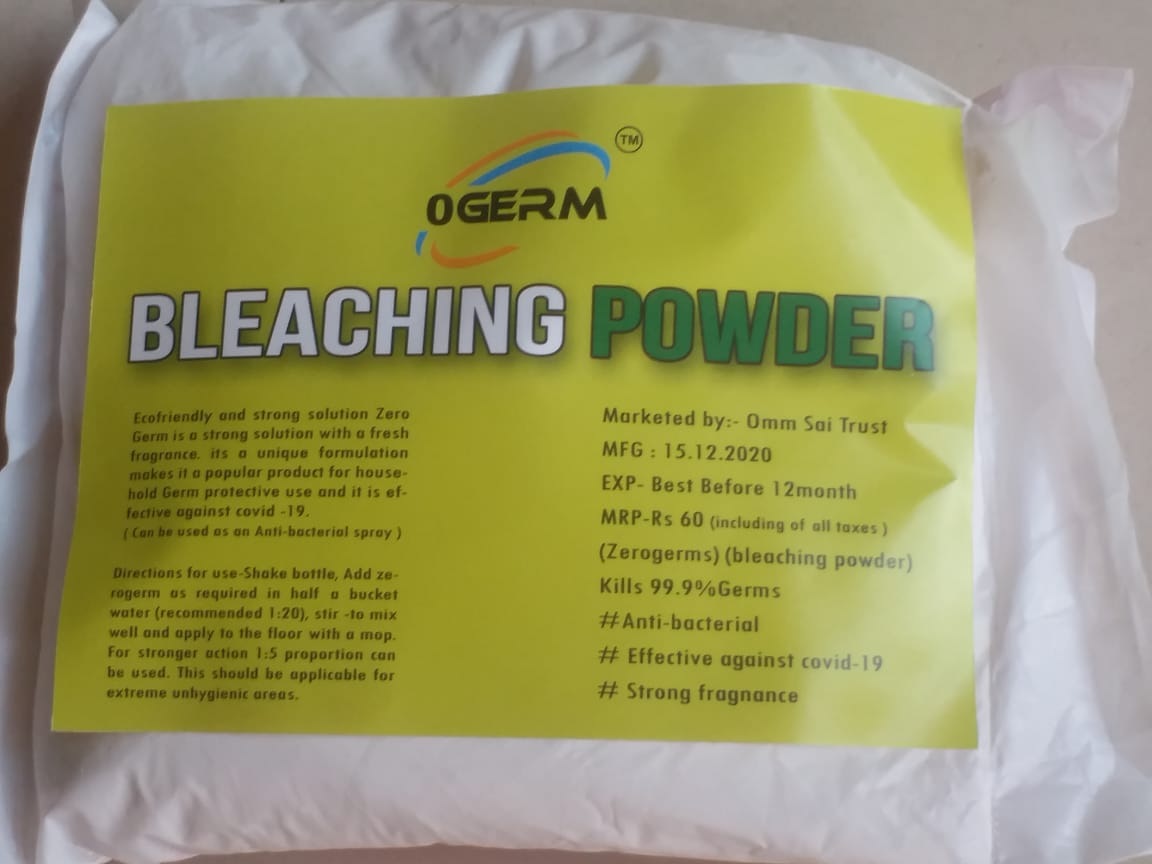 TM
0GERM
BLEACHING POWDER
Ecofriendly and strong solution Zero
Germ is a strong solution with a fresh
fragrance. its a unique formulation
makes it a popular product for house-
hold Germ protective use and it is ef-
fective against covid -19.
( Can be used as an Anti-bacterial spray )
Directions for use-Shake bottle, Add ze-
rogerm as required in half a bucket
water (recommended 1:20), stir -to mix
well and apply to the floor with a mop.
For stronger action 1:5 proportion can
be used. This should be applicable for
extreme unhygienic areas.
Marketed by:- Omm Sai Trust
MFG : 15.12.2020
EXP- Best Before 12month
MRP-Rs 60 (including of all taxes )
(Zerogerms) (bleaching powder)
Kills 99.9%Germs
#Anti-bacterial
# Effective against covid-19
# Strong fragnance